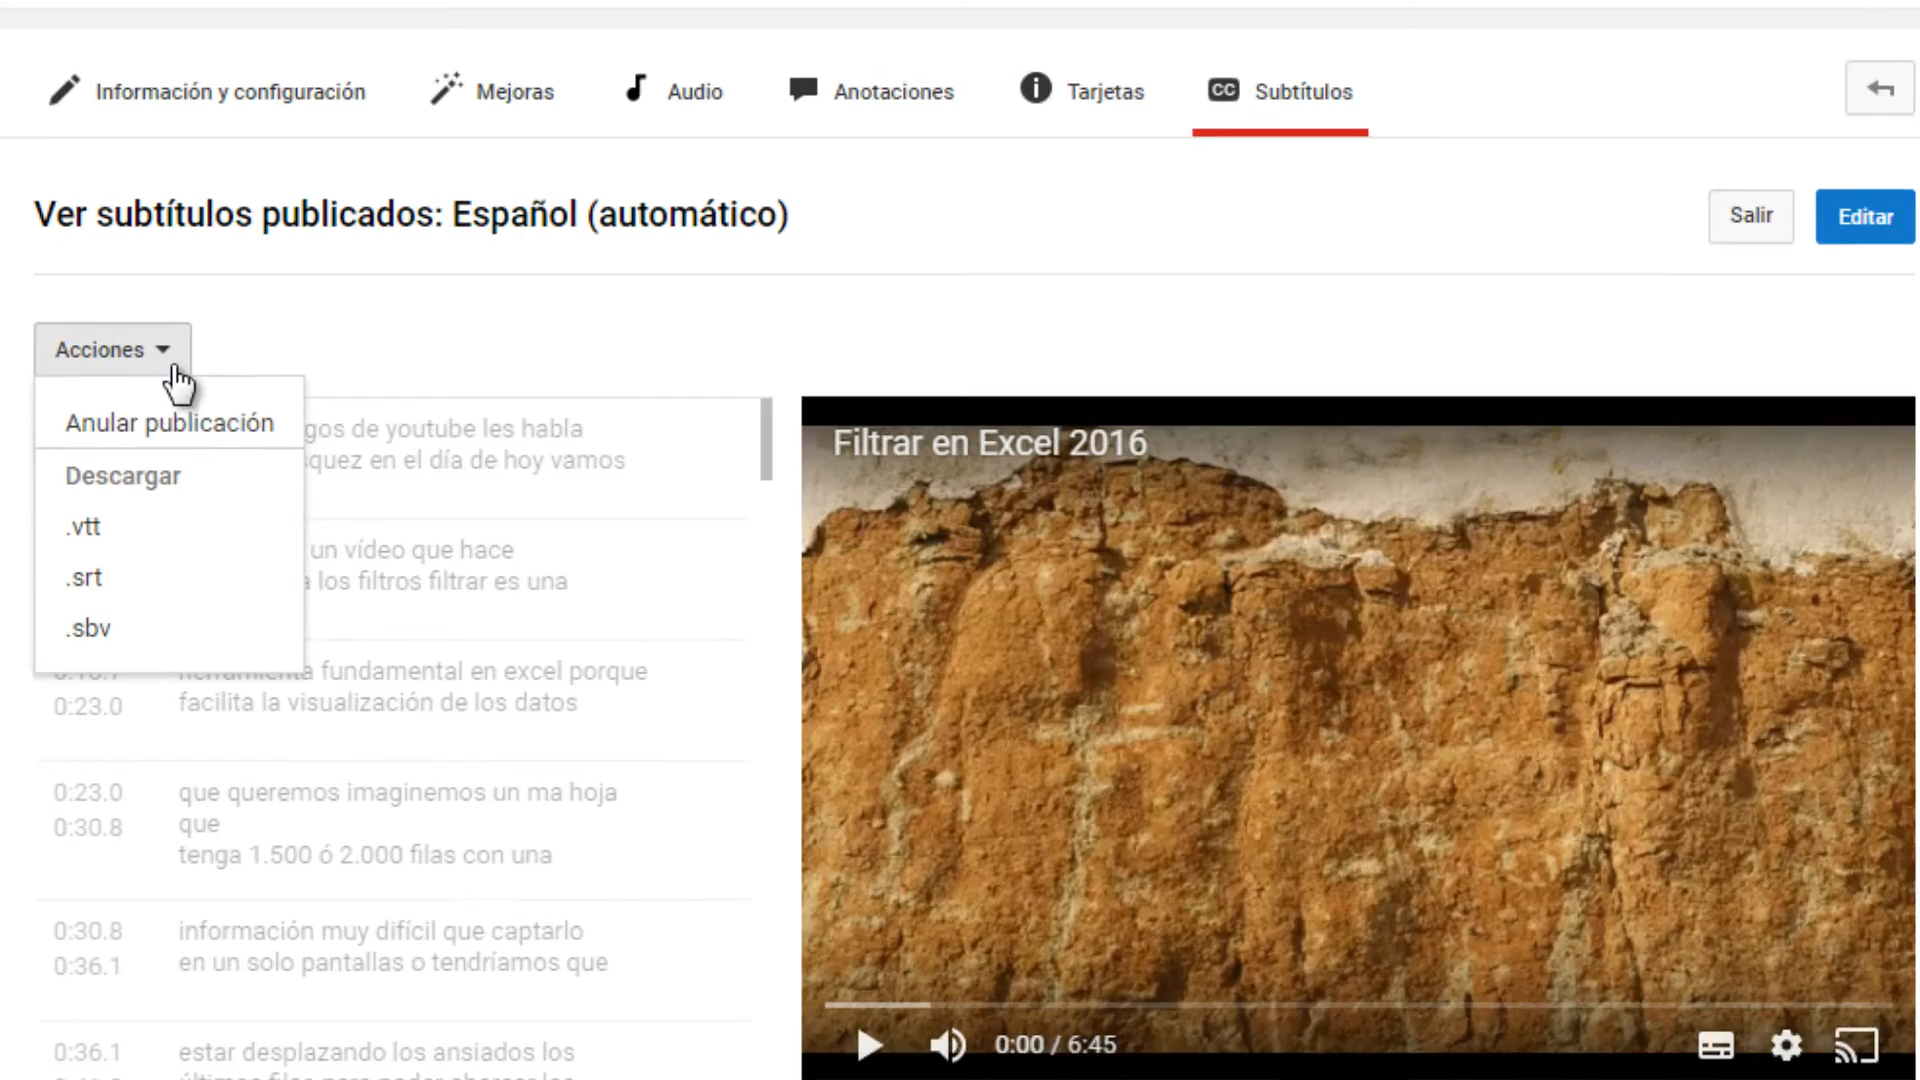 Información y configuración
Mejoras
Audio
Anotaciones
Tarjetas
CC Subtítulos
Ver subtítulos publicados: Español (automático)
Salir
Editar
Acciones
Anular publicación
Descargar
.vtt
.srt
.sbv
de youtube les habla
en el día de hoy vamos
un vídeo que hace
los filtros filtrar es una
herramienta fundamental en excel porque
0:23.0 facilita la visualización de los datos
0:23.0 que queremos imaginemos un ma hoja
0:30.8 que
tenga 1.500 ó 2.000 filas con una
0:30.8 información muy difícil que captarlo
0:36.1 en un solo pantallas o tendríamos que
0:36.1 estar desplazando los ansiados los
Filtrar en Excel 2016
0:00 / 6:45